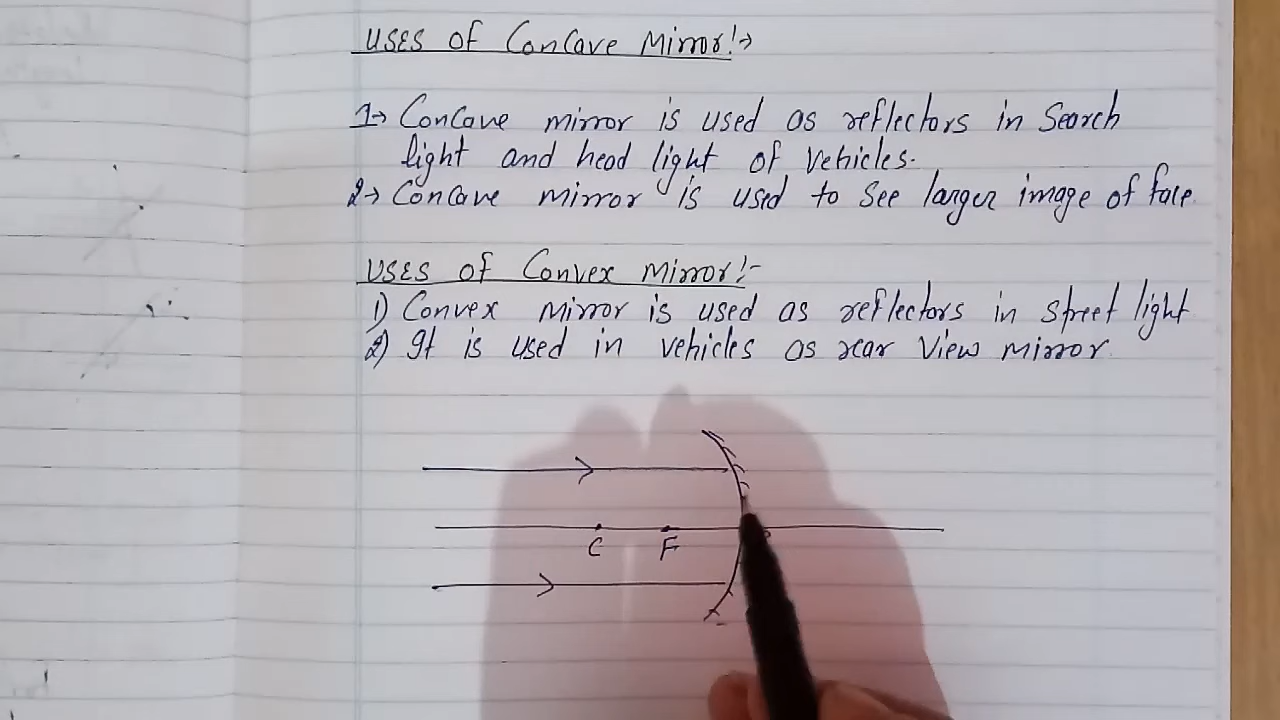 USES of Concave Mirror!→
1→ Concave mirror is used as reflectors in Search
light and head light of Vehicles.
2→ Concave mirror is used to see larger image of face.
USES of Convex Mirror!-
1) Convex mirror is used as reflectors in street light
2) It is used in vehicles as rear view mirror.
C F